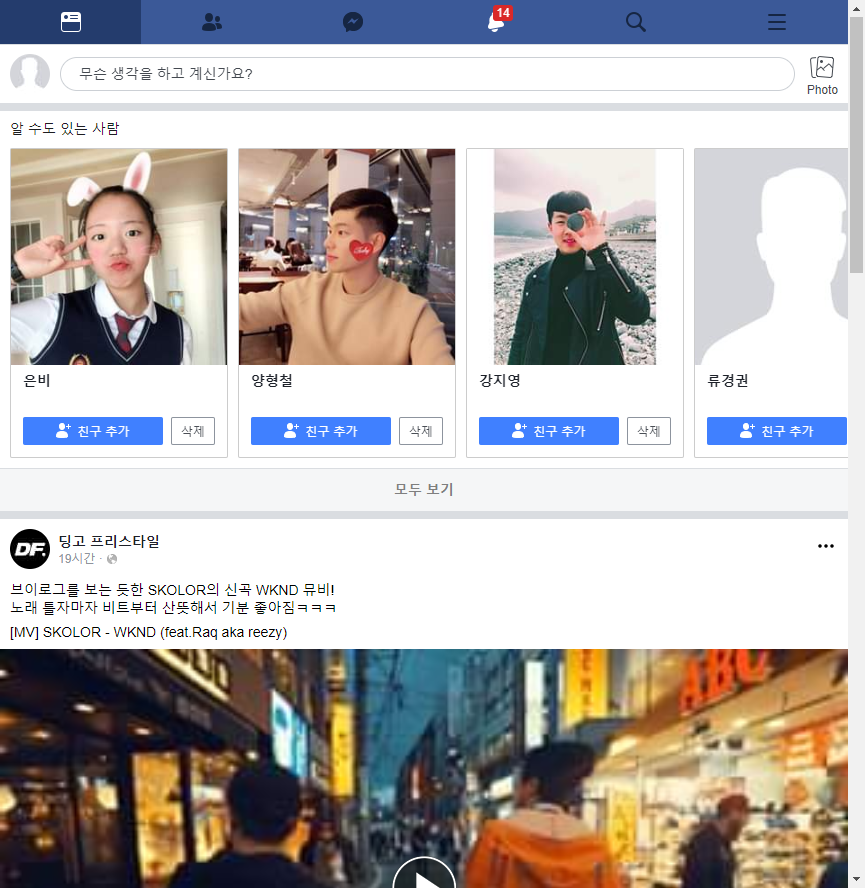 14
무슨 생각을 하고 계신가요?
Photo
알 수도 있는 사람
Baby
은비
양형철
강지영
류경권
친구 추가
삭제
친구 추가
삭제
친구 추가
삭제
친구 추가
모두 보기
DF.
딩고 프리스타일
19시간 ·
브이로그를 보는 듯한 SKOLOR의 신곡 WKND 뮤비!
노래 틀자마자 비트부터 산뜻해서 기분 좋아짐ㅋㅋㅋ
[MV] SKOLOR - WKND (feat.Raq aka reezy)
ABC